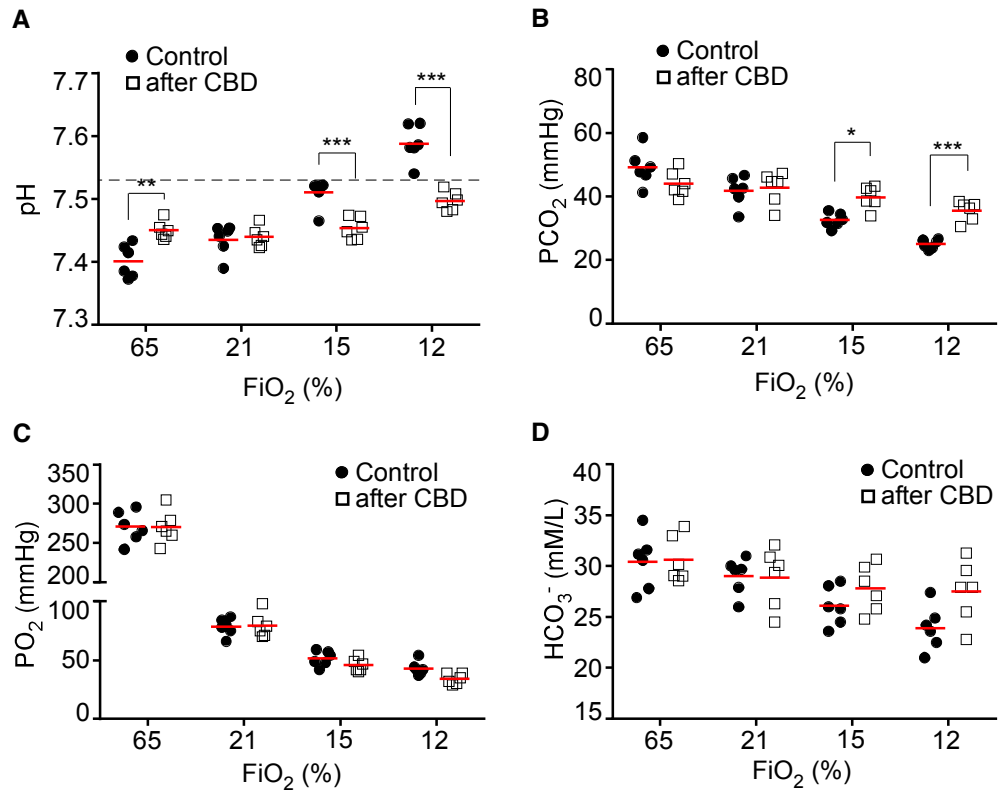 A
Control
after CBD
7.7
7.6
7.5
7.4
7.3
pH
**
***
***
65 21 15 12
FiO2 (%)
B
Control
after CBD
80
60
40
20
0
PCO2 (mmHg)
*
***
65 21 15 12
FiO2 (%)
C
Control
after CBD
350
300
250
200
100
50
0
PO2 (mmHg)
65 21 15 12
FiO2 (%)
D
Control
after CBD
40
35
30
25
20
15
HCO3- (mM/L)
65 21 15 12
FiO2 (%)